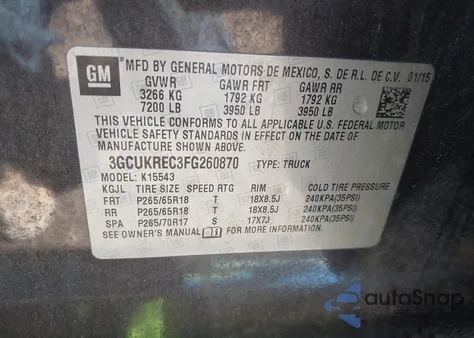 GM
MFD BY GENERAL MOTORS DE MEXICO, S. DE R.L. DE C.V. 01/15
GVWR GAWR FRT GAWR RR
3266 KG 1792 KG 1792 KG
7200 LB 3950 LB 3950 LB
THIS VEHICLE CONFORMS TO ALL APPLICABLE U.S. FEDERAL MOTOR
VEHICLE SAFETY STANDARDS IN EFFECT ON THE DATE OF
MANUFACTURE SHOWN ABOVE.
3GCUKREC3FG260870 TYPE: TRUCK
MODEL: K15543
KGJL TIRE SIZE SPEED RTG RIM COLD TIRE PRESSURE
FRT P265/65R18 T 18X8.5J 240KPA(35PSI)
RR P265/65R18 T 18X8.5J 240KPA(35PSI)
SPA P265/70R17 S 17X7J 240KPA(35PSI)
SEE OWNER'S MANUAL FOR MORE INFORMATION
autoSnap